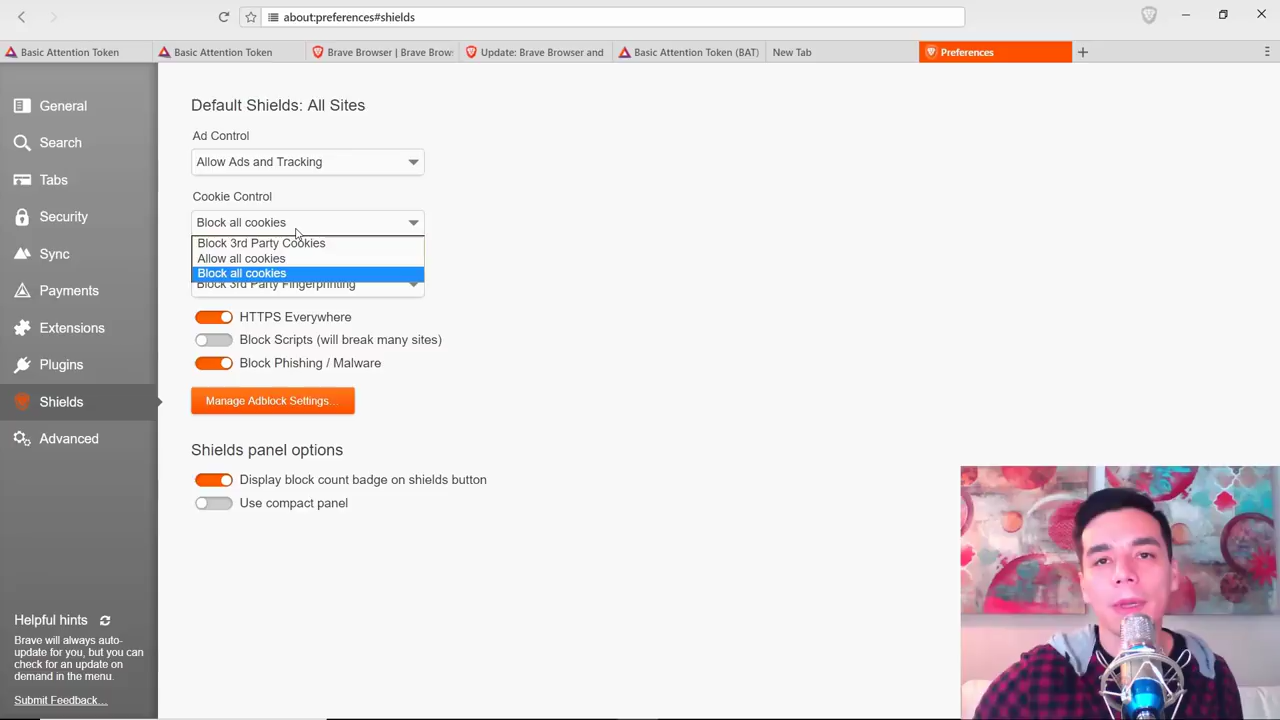 about:preferences#shields
Basic Attention Token
Basic Attention Token
Brave Browser | Brave Brow
Update: Brave Browser and
Basic Attention Token (BAT)
New Tab
Preferences
General
Search
Tabs
Security
Sync
Payments
Extensions
Plugins
Shields
Advanced
Helpful hints
Brave will always auto-
update for you, but you can
check for an update on
demand in the menu.
Submit Feedback...
Default Shields: All Sites
Ad Control
Allow Ads and Tracking
Cookie Control
Block all cookies
Block 3rd Party Cookies
Allow all cookies
Block all cookies
Block 3rd Party Fingerprinting
HTTPS Everywhere
Block Scripts (will break many sites)
Block Phishing / Malware
Manage Adblock Settings...
Shields panel options
Display block count badge on shields button
Use compact panel